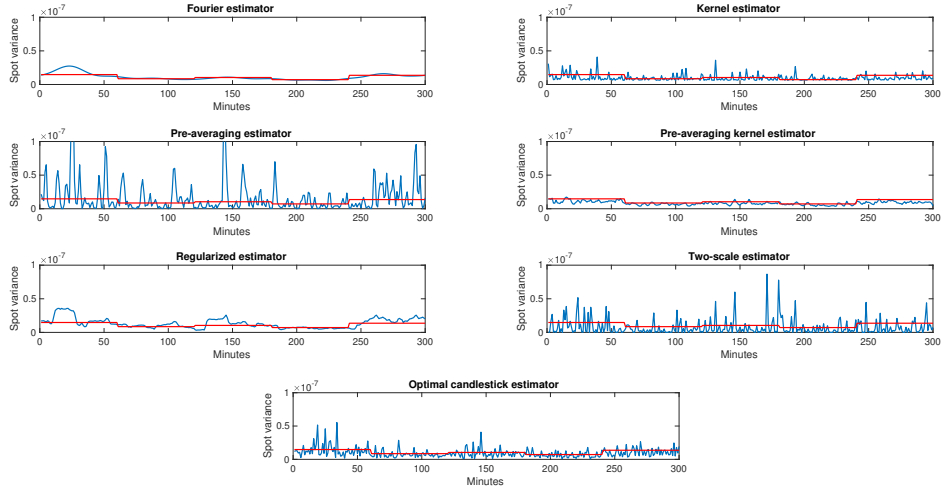 Fourier estimator
×10^-7
1
0.5
0
Spot variance
0 50 100 150 200 250 300
Minutes
Kernel estimator
×10^-7
1
0.5
0
Spot variance
0 50 100 150 200 250 300
Minutes
Pre-averaging estimator
×10^-7
1
0.5
0
Spot variance
0 50 100 150 200 250 300
Minutes
Pre-averaging kernel estimator
×10^-7
1
0.5
0
Spot variance
0 50 100 150 200 250 300
Minutes
Regularized estimator
×10^-7
1
0.5
0
Spot variance
0 50 100 150 200 250 300
Minutes
Two-scale estimator
×10^-7
1
0.5
0
Spot variance
0 50 100 150 200 250 300
Minutes
Optimal candlestick estimator
×10^-7
1
0.5
0
Spot variance
0 50 100 150 200 250 300
Minutes